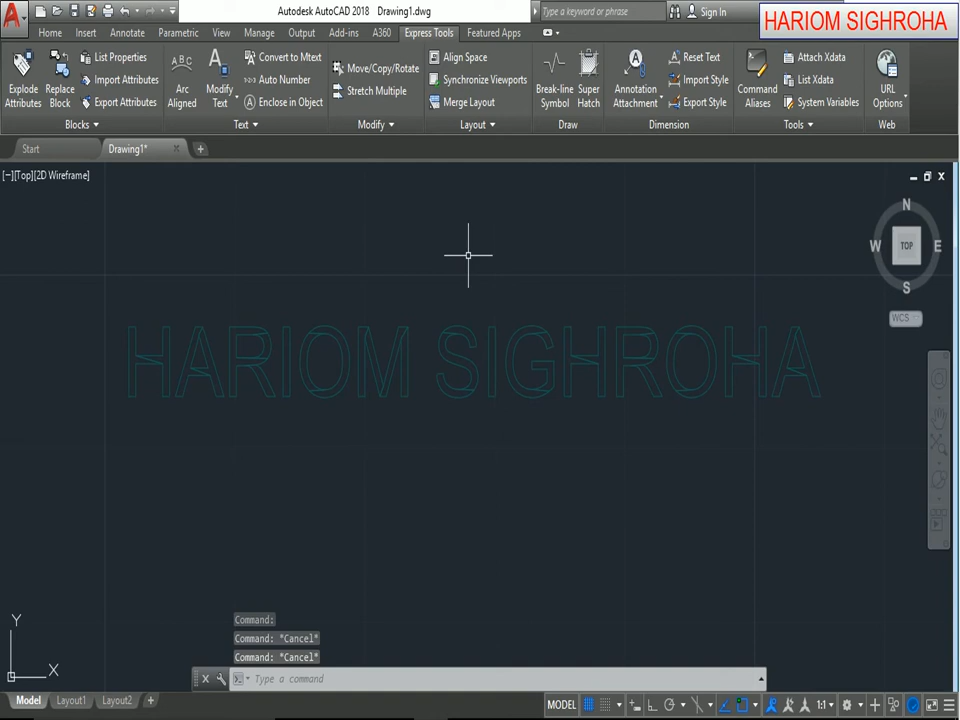 Autodesk AutoCAD 2018 Drawing1.dwg
Type a keyword or phrase
Sign In
HARIOM SIGHROHA
Home Insert Annotate Parametric View Manage Output Add-ins A360 Express Tools Featured Apps
Explode Attributes
Replace Block
List Properties
Import Attributes
Export Attributes
Arc Aligned
Modify Text
Convert to Mtext
Auto Number
Enclose in Object
Move/Copy/Rotate
Stretch Multiple
Align Space
Synchronize Viewports
Merge Layout
Break-line Symbol
Super Hatch
Annotation Attachment
Reset Text
Import Style
Export Style
Command Aliases
Attach Xdata
List Xdata
System Variables
URL Options
Blocks Text Modify Layout Draw Dimension Tools Web
Start Drawing1*
[−][Top][2D Wireframe]
N
W TOP E
S
WCS
HARIOM SIGHROHA
Y
X
Command:
Command: *Cancel*
Command: *Cancel*
Type a command
Model Layout1 Layout2
MODEL 1:1